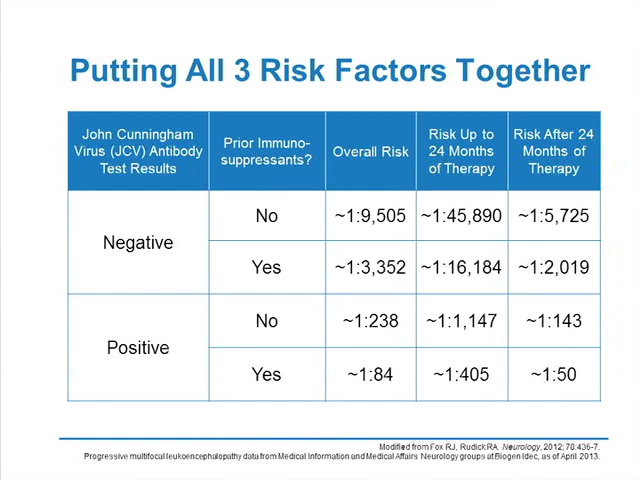 Putting All 3 Risk Factors Together
John Cunningham
Virus (JCV) Antibody
Test Results
Prior Immuno-
suppressants?
Overall Risk
Risk Up to
24 Months
of Therapy
Risk After 24
Months of
Therapy
Negative
No
~1:9,505
~1:45,890
~1:5,725
Yes
~1:3,352
~1:16,184
~1:2,019
Positive
No
~1:238
~1:1,147
~1:143
Yes
~1:84
~1:405
~1:50
Modified from Fox RJ, Rudick RA. Neurology, 2012; 70:436-7.
Progressive multifocal leukoencephalopathy data from Medical Information and Medical Affairs Neurology groups at Biogen Idec, as of April 2013.